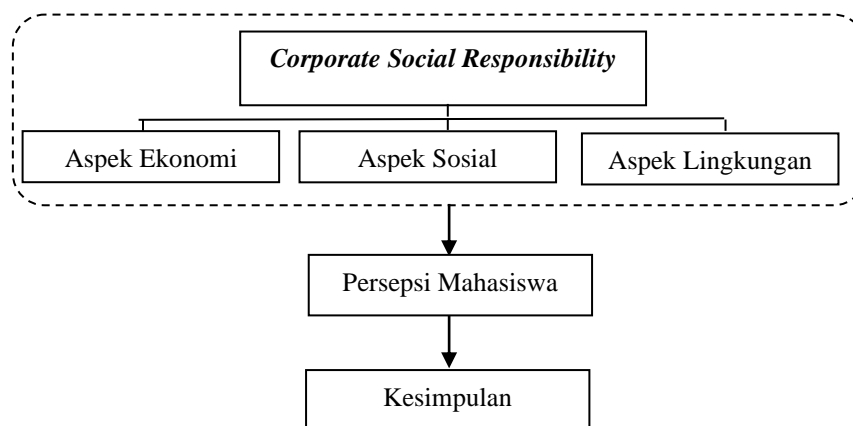 Corporate Social Responsibility
Aspek Ekonomi
Aspek Sosial
Aspek Lingkungan
Persepsi Mahasiswa
Kesimpulan